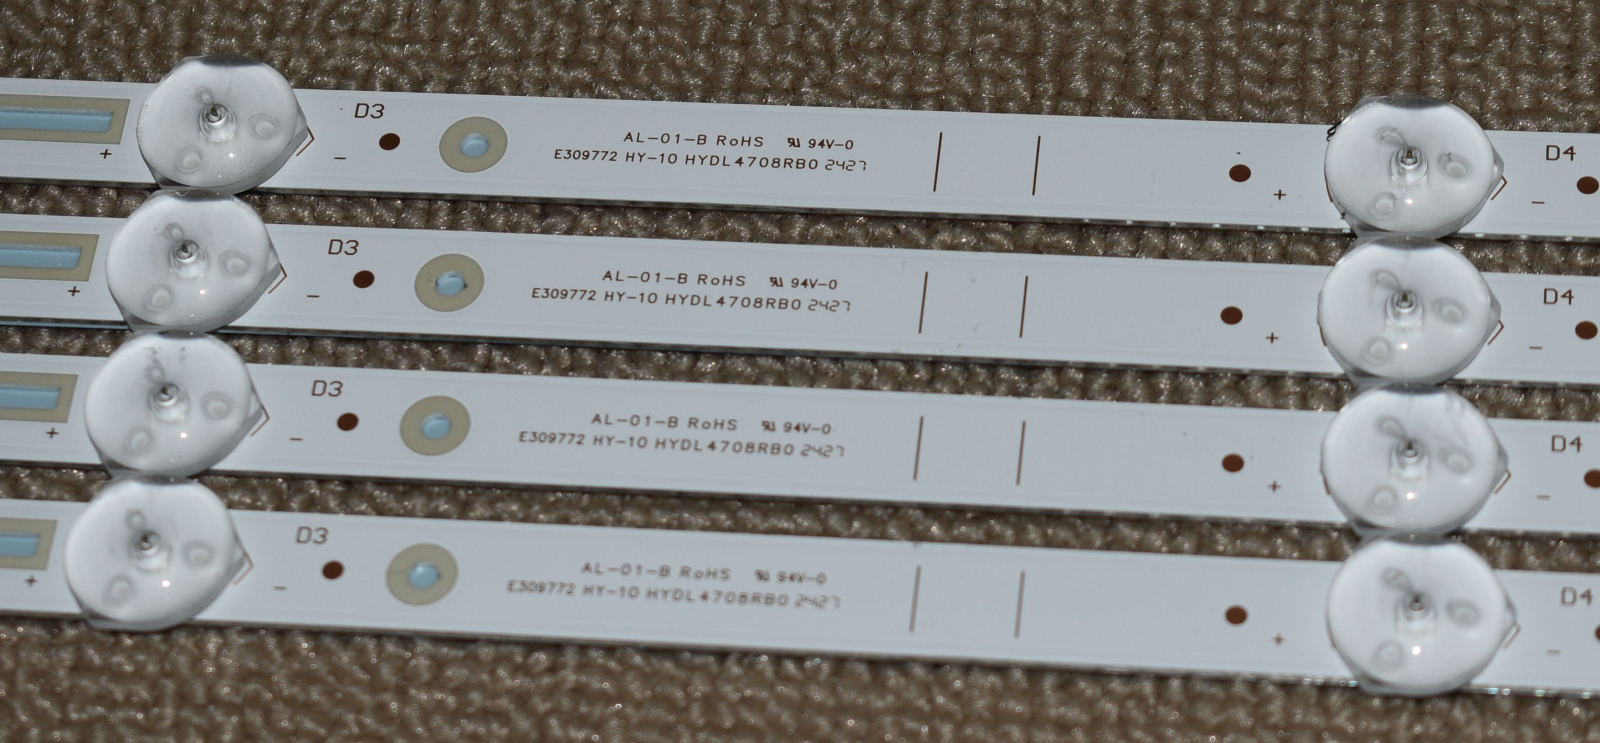 D3
AL-01-B RoHS 94V-0
E309772 HY-10 HYDL4708RB0 2427
+ -
+ -
D4
D3
AL-01-B RoHS 94V-0
E309772 HY-10 HYDL4708RB0 2427
+ -
+ -
D4
D3
AL-01-B RoHS 94V-0
E309772 HY-10 HYDL4708RB0 2427
+ -
+ -
D4
D3
AL-01-B RoHS 94V-0
E309772 HY-10 HYDL4708RB0 2427
+ -
+ -
D4